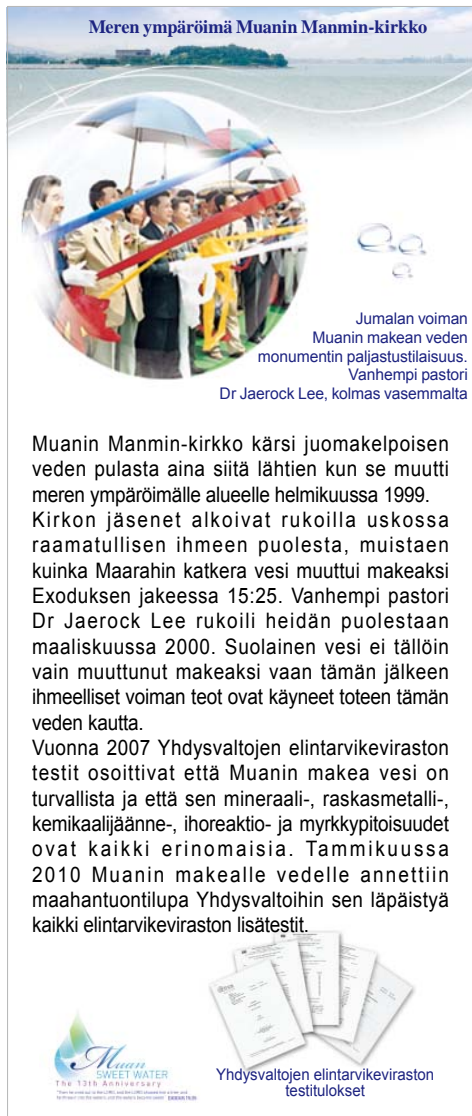 Meren ympäröimä Muanin Manmin-kirkko
Jumalan voiman
Muanin makean veden
monumentin paljastustilaisuus.
Vanhempi pastori
Dr Jaerock Lee, kolmas vasemmalta
Muanin Manmin-kirkko kärsi juomakelpoisen
veden pulasta aina siitä lähtien kun se muutti
meren ympäröimälle alueelle helmikuussa 1999.
Kirkon jäsenet alkoivat rukoilla uskossa
raamatullisen ihmeen puolesta, muistaen
kuinka Maarahin katkera vesi muuttui makeaksi
Exoduksen jakeessa 15:25. Vanhempi pastori
Dr Jaerock Lee rukoili heidän puolestaan
maaliskuussa 2000. Suolainen vesi ei tällöin
vain muuttunut makeaksi vaan tämän jälkeen
ihmeelliset voiman teot ovat käyneet toteen tämän
veden kautta.
Vuonna 2007 Yhdysvaltojen elintarvikeviraston
testit osoittivat että Muanin makea vesi on
turvallista ja että sen mineraali-, raskasmetalli-,
kemikaalijäänne-, ihoreaktio- ja myrkkypitoisuudet
ovat kaikki erinomaisia. Tammikuussa
2010 Muanin makealle vedelle annettiin
maahantuontilupa Yhdysvaltoihin sen läpäistyä
kaikki elintarvikeviraston lisätestit.
Muan
SWEET WATER
The 13th Anniversary
Yhdysvaltojen elintarvikeviraston
testitulokset